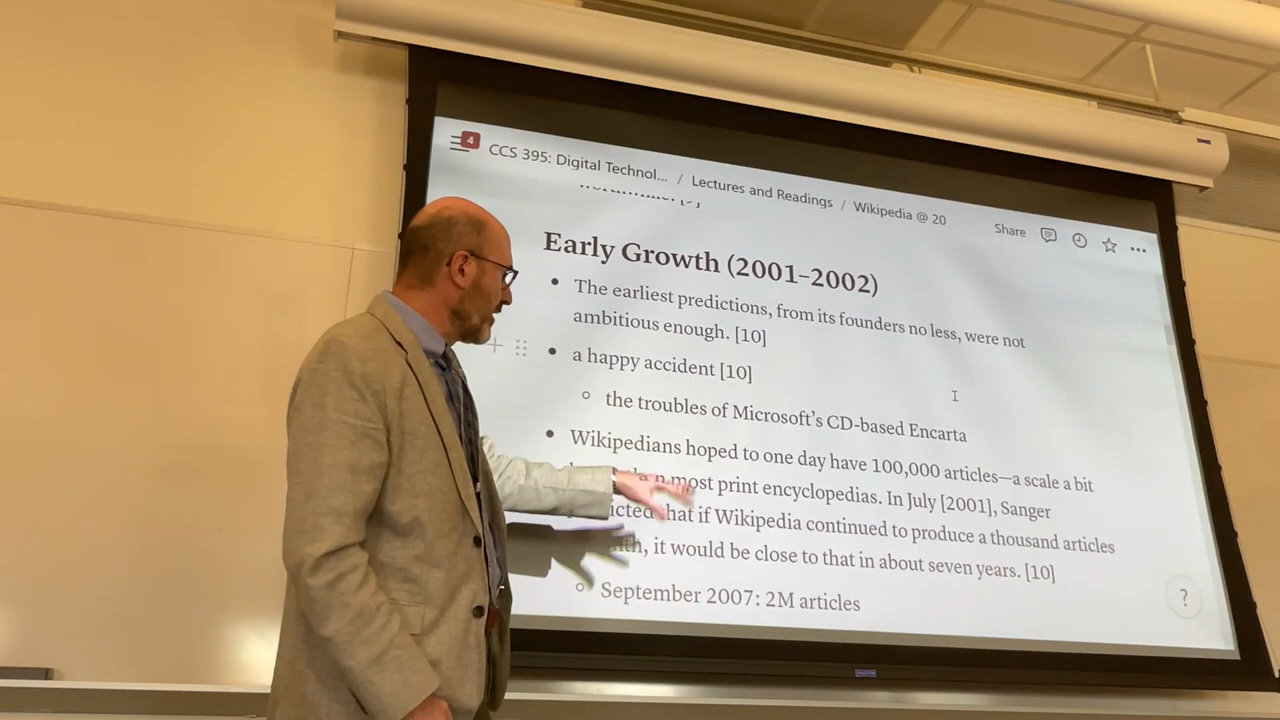 4
CCS 395: Digital Technol... / Lectures and Readings / Wikipedia @ 20
Share
Early Growth (2001–2002)
• The earliest predictions, from its founders no less, were not
ambitious enough. [10]
• a happy accident [10]
○ the troubles of Microsoft's CD-based Encarta
• Wikipedians hoped to one day have 100,000 articles—a scale a bit
most print encyclopedias. In July [2001], Sanger
that if Wikipedia continued to produce a thousand articles
it would be close to that in about seven years. [10]
○ September 2007: 2M articles
?